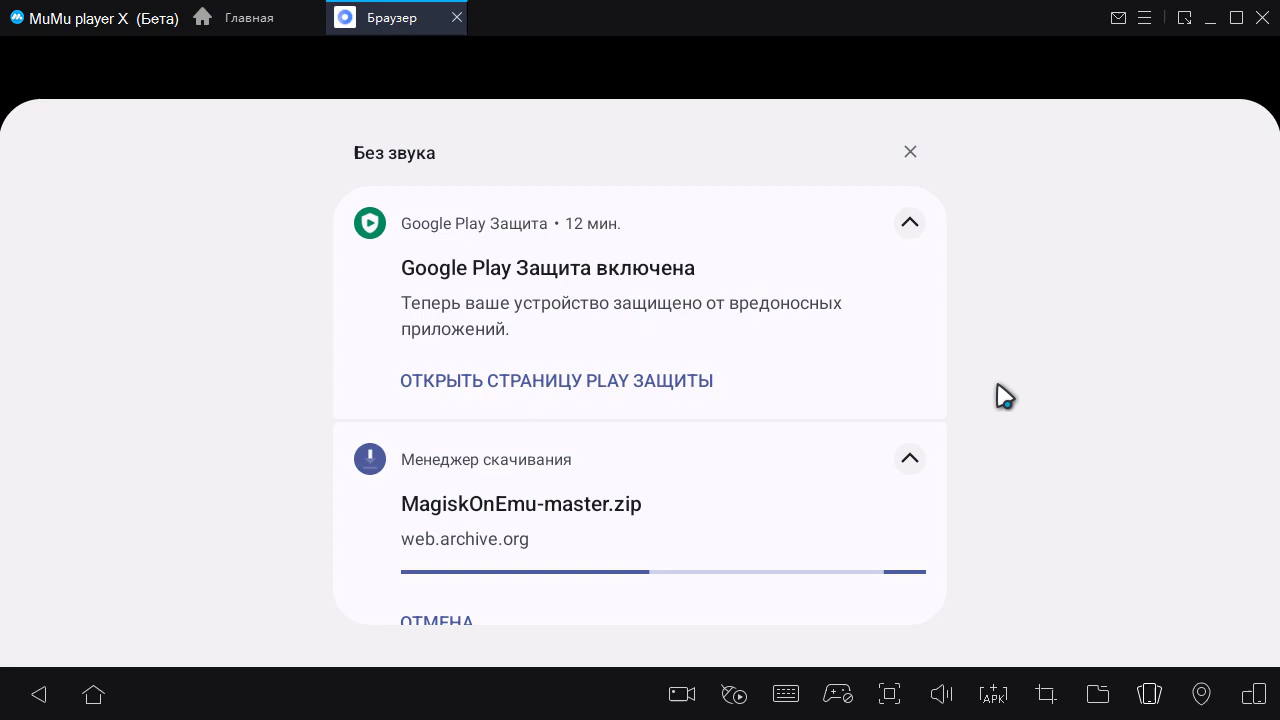 MuMu player X (Бета)
Главная
Браузер
Без звука
Google Play Защита • 12 мин.
Google Play Защита включена
Теперь ваше устройство защищено от вредоносных
приложений.
ОТКРЫТЬ СТРАНИЦУ PLAY ЗАЩИТЫ
Менеджер скачивания
MagiskOnEmu-master.zip
web.archive.org
ОТМЕНА
APK